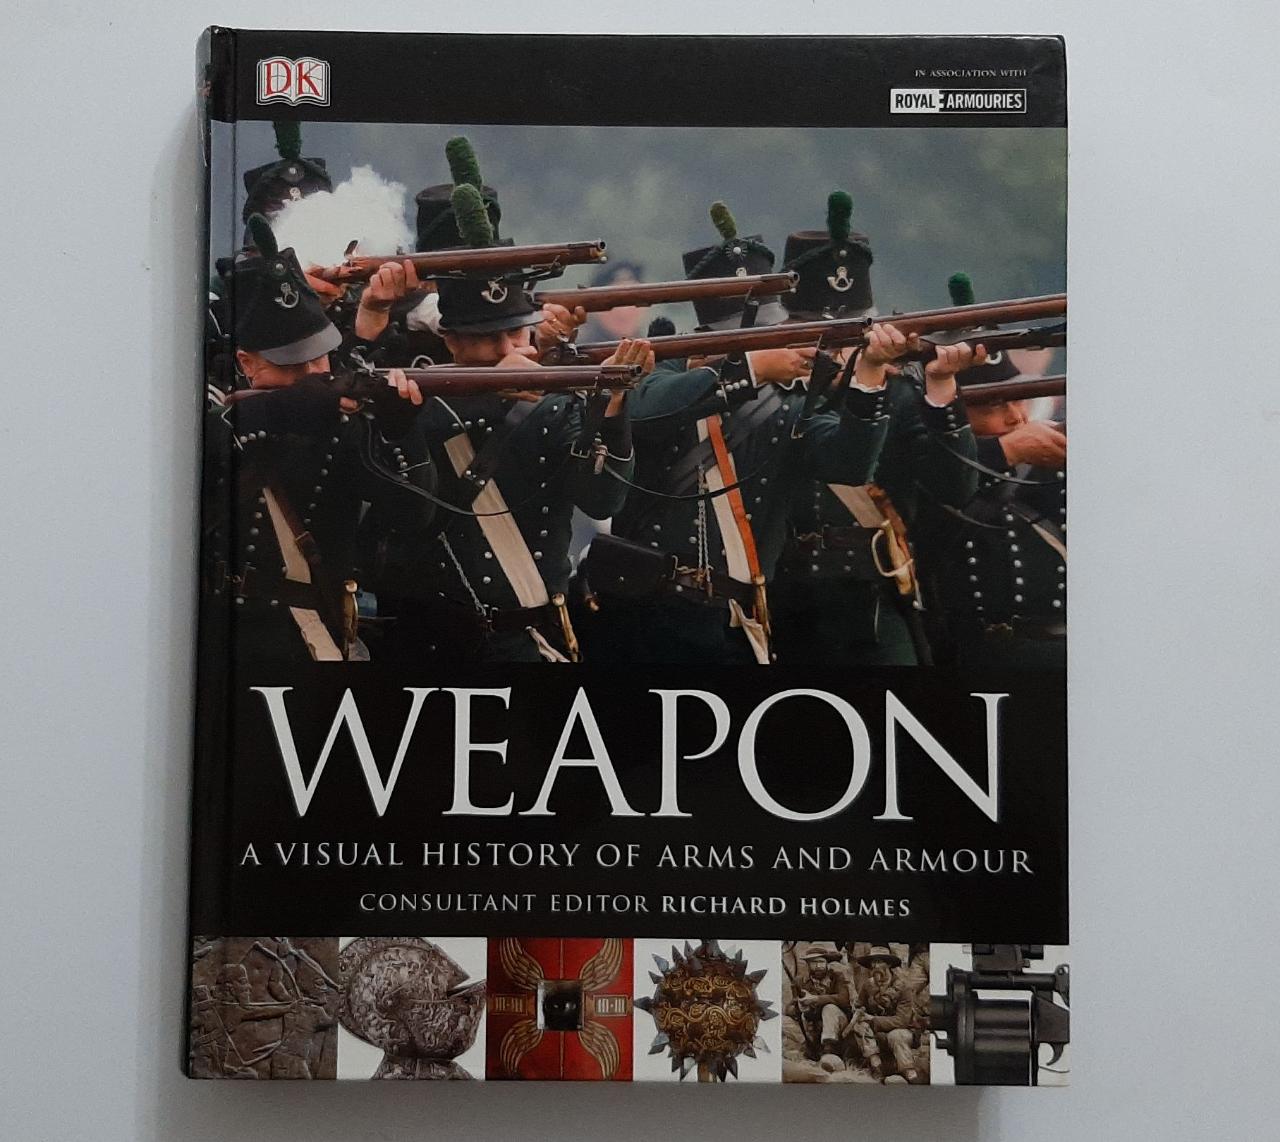 DK
IN ASSOCIATION WITH
ROYAL ARMOURIES
WEAPON
A VISUAL HISTORY OF ARMS AND ARMOUR
CONSULTANT EDITOR RICHARD HOLMES